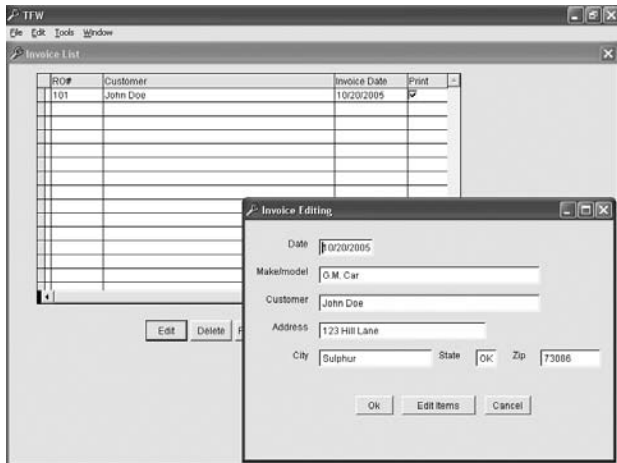 TFW
File Edit Tools Window
Invoice List
RO# Customer Invoice Date Print
101 John Doe 10/20/2005
Invoice Editing
Date 10/20/2005
Make/model G.M. Car
Customer John Doe
Address 123 Hill Lane
City Sulphur State OK Zip 73086
Edit Delete
Ok Edit Items Cancel